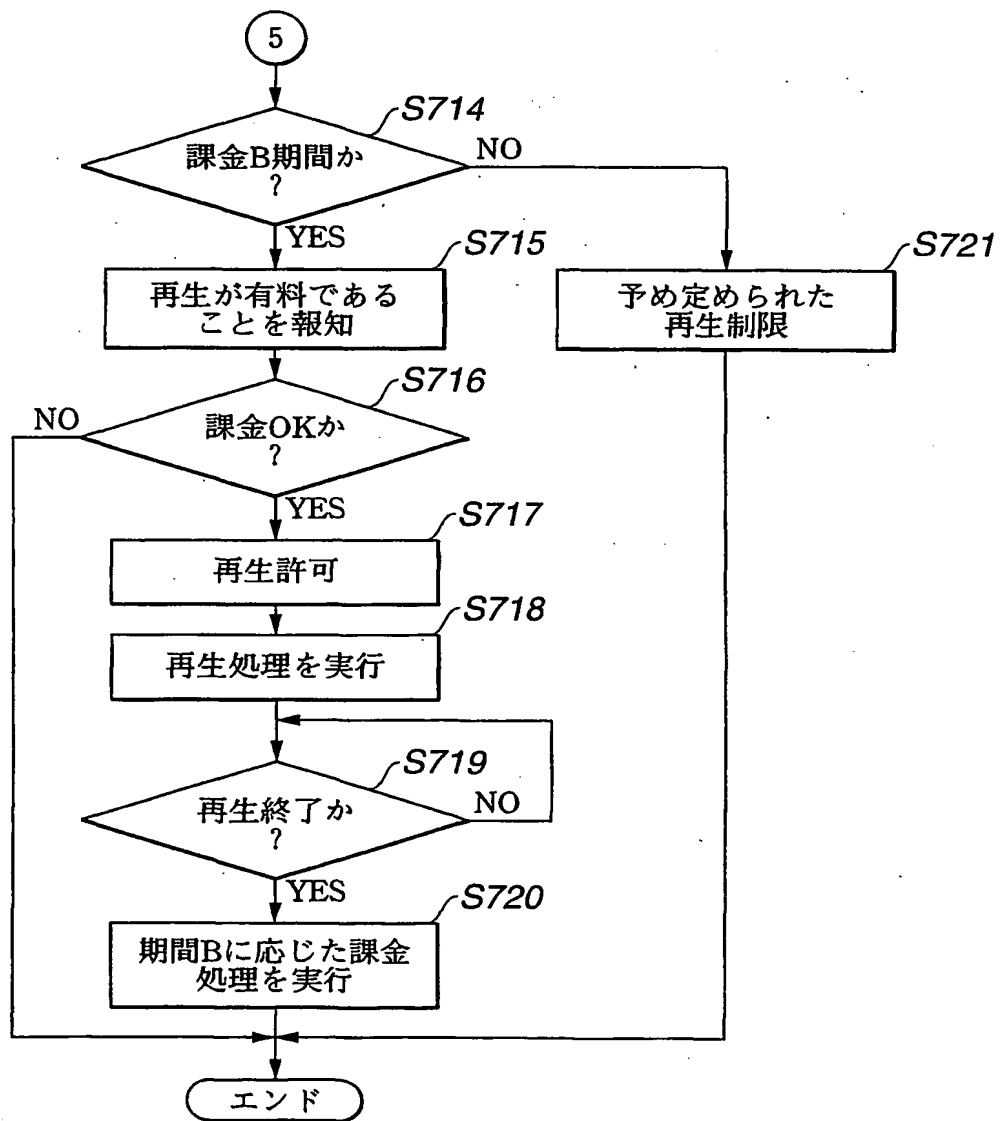 5
S714
課金B期間か
?
NO
YES
S715
再生が有料である
ことを報知
S721
予め定められた
再生制限
S716
NO
課金OKか
?
YES
S717
再生許可
S718
再生処理を実行
S719
再生終了か
?
NO
YES
S720
期間Bに応じた課金
処理を実行
エンド